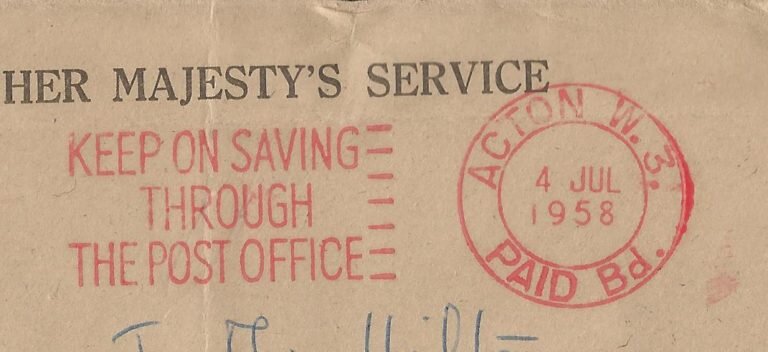 HER MAJESTY'S SERVICE
KEEP ON SAVING
THROUGH
THE POST OFFICE
ACTON W.3.
4 JUL
1958
PAID Bd.